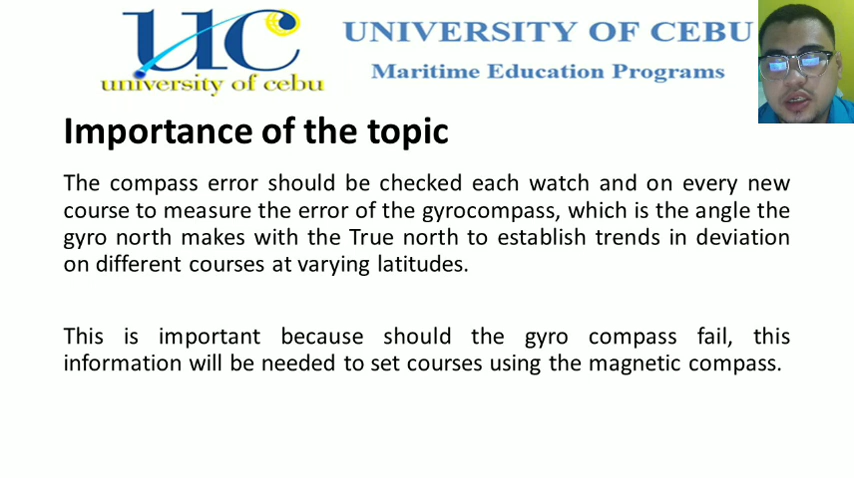 UC
university of cebu
UNIVERSITY OF CEBU
Maritime Education Programs
Importance of the topic
The compass error should be checked each watch and on every new
course to measure the error of the gyrocompass, which is the angle the
gyro north makes with the True north to establish trends in deviation
on different courses at varying latitudes.
This is important because should the gyro compass fail, this
information will be needed to set courses using the magnetic compass.